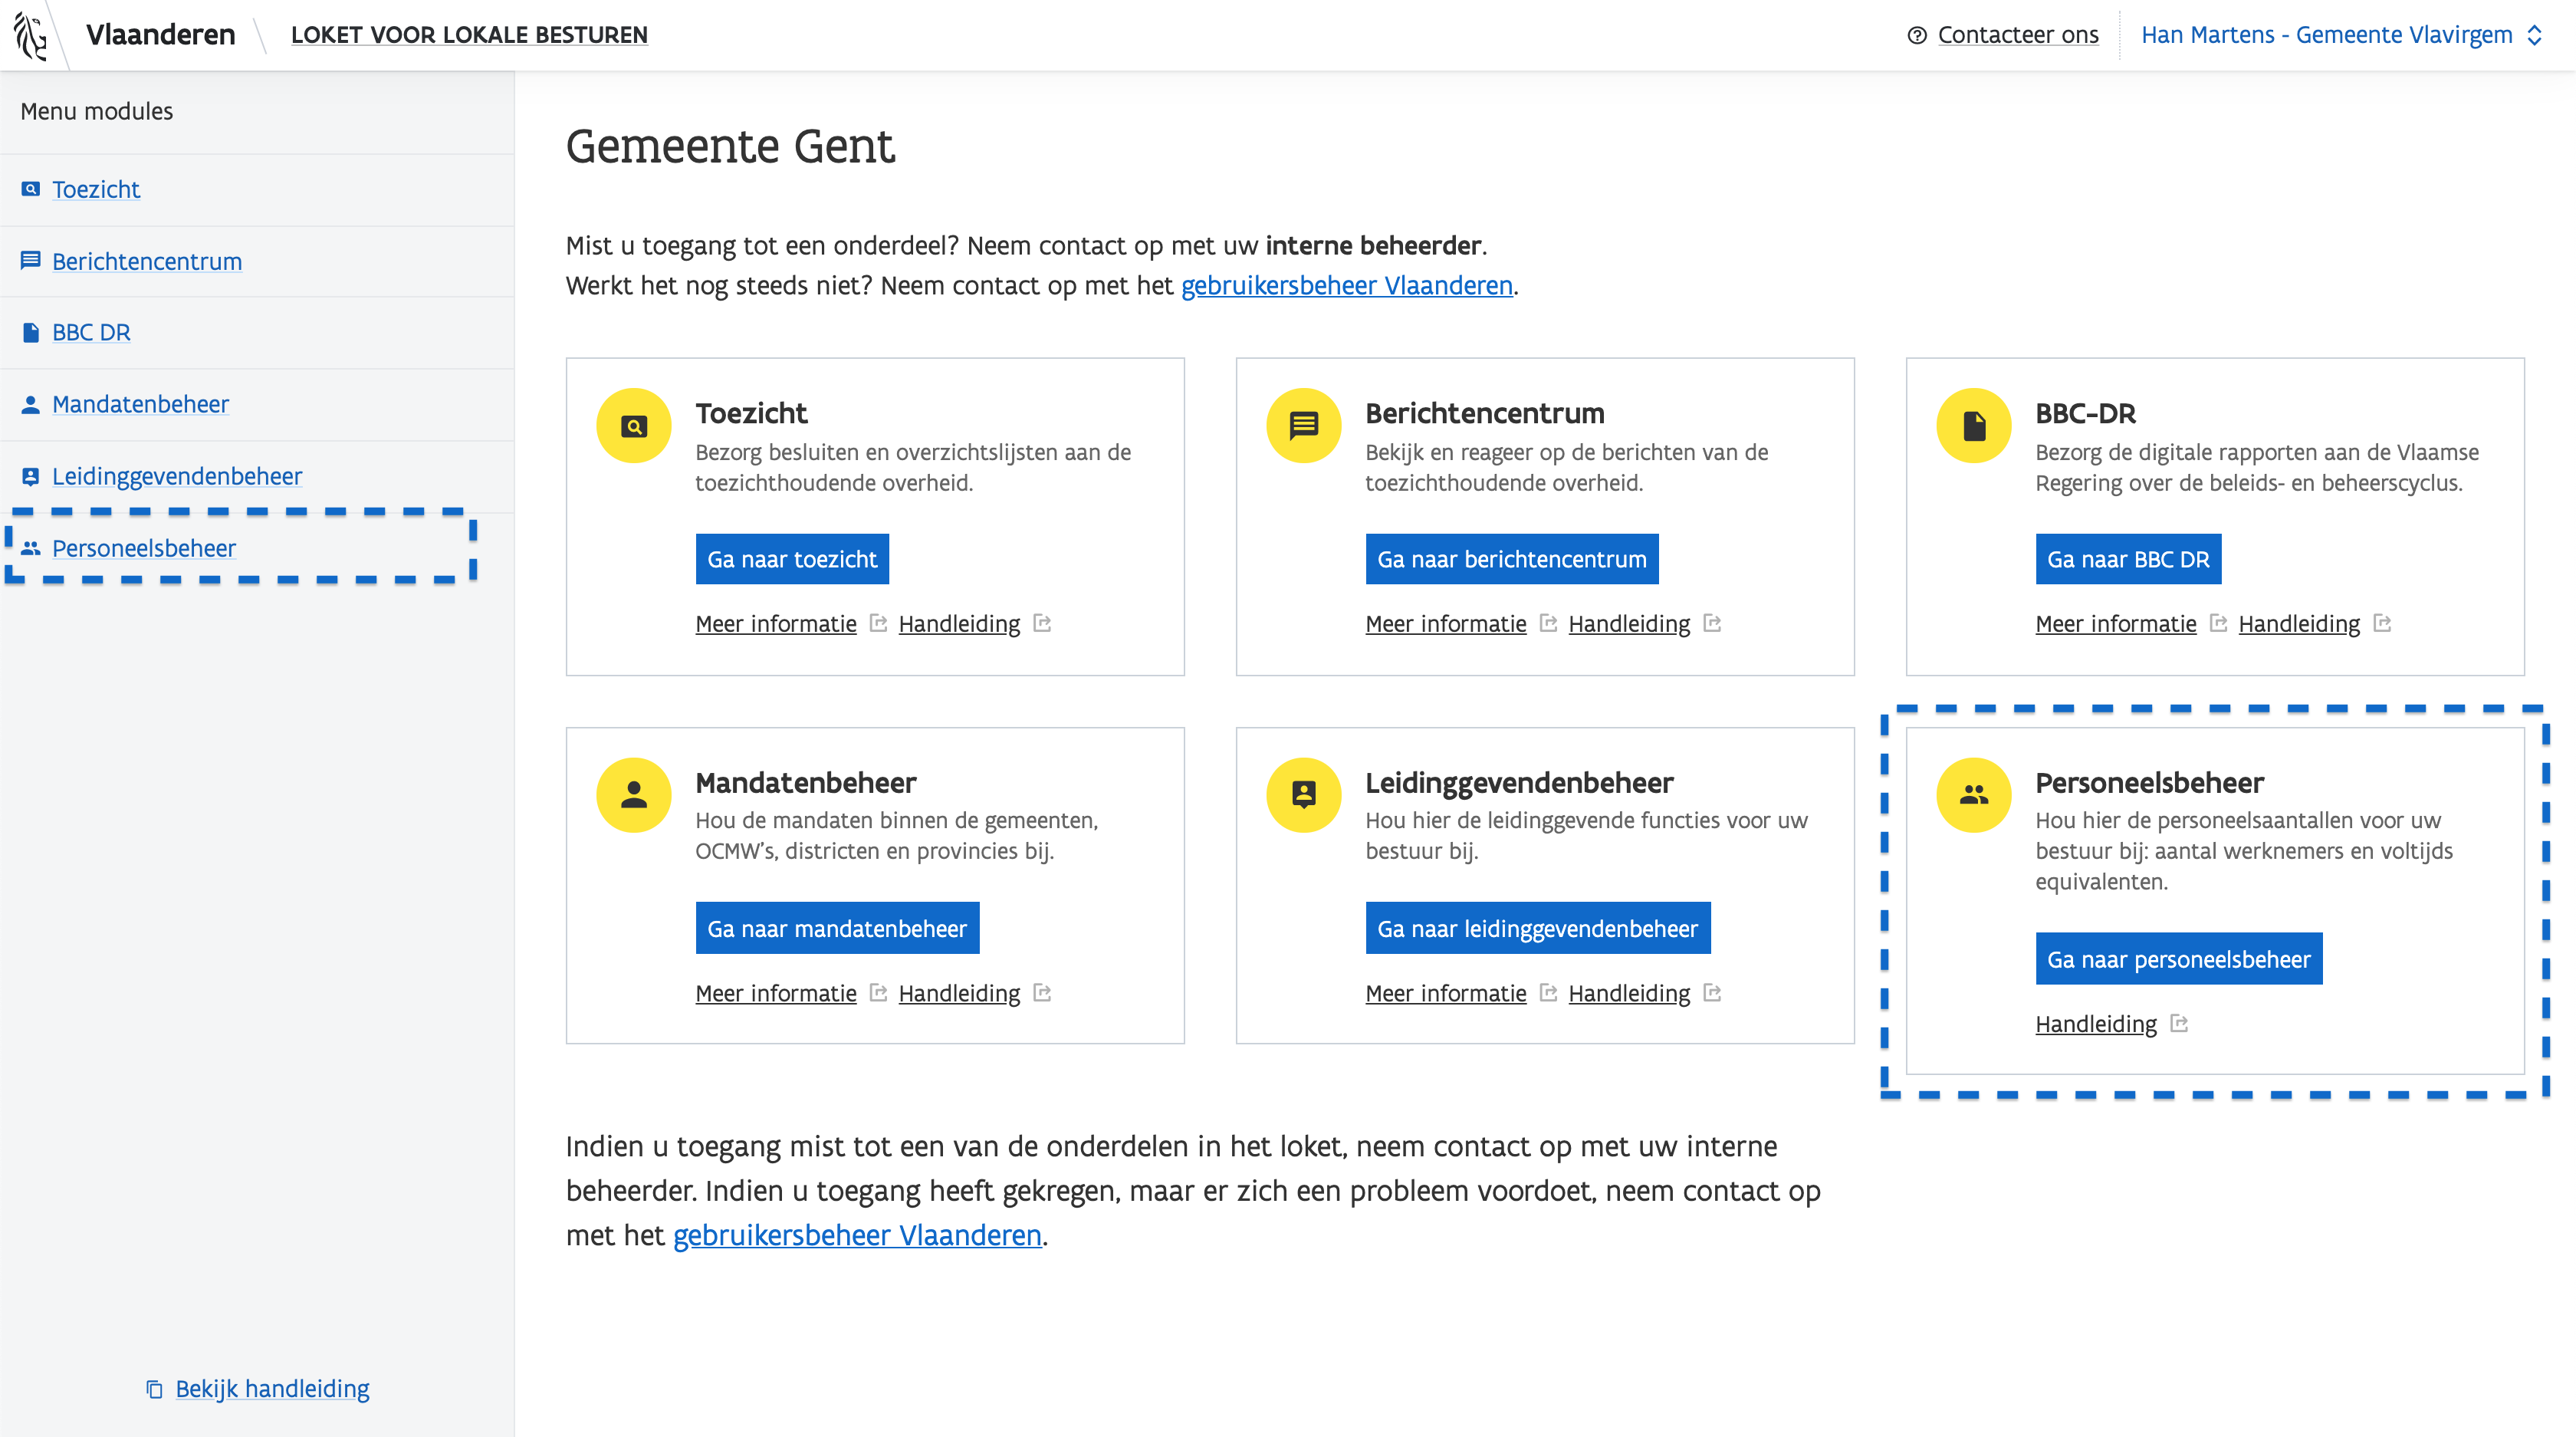 Vlaanderen
LOKET VOOR LOKALE BESTUREN
Contacteer ons
Han Martens - Gemeente Vlavirgem
Menu modules
Toezicht
Berichtencentrum
BBC DR
Mandatenbeheer
Leidinggevendenbeheer
Personeelsbeheer
Bekijk handleiding
Gemeente Gent
Mist u toegang tot een onderdeel? Neem contact op met uw interne beheerder.
Werkt het nog steeds niet? Neem contact op met het gebruikersbeheer Vlaanderen.
Toezicht
Bezorg besluiten en overzichtslijsten aan de
toezichthoudende overheid.
Ga naar toezicht
Meer informatie Handleiding
Berichtencentrum
Bekijk en reageer op de berichten van de
toezichthoudende overheid.
Ga naar berichtencentrum
Meer informatie Handleiding
BBC-DR
Bezorg de digitale rapporten aan de Vlaamse
Regering over de beleids- en beheerscyclus.
Ga naar BBC DR
Meer informatie Handleiding
Mandatenbeheer
Hou de mandaten binnen de gemeenten,
OCMW's, districten en provincies bij.
Ga naar mandatenbeheer
Meer informatie Handleiding
Leidinggevendenbeheer
Hou hier de leidinggevende functies voor uw
bestuur bij.
Ga naar leidinggevendenbeheer
Meer informatie Handleiding
Personeelsbeheer
Hou hier de personeelsaantallen voor uw
bestuur bij: aantal werknemers en voltijds
equivalenten.
Ga naar personeelsbeheer
Handleiding
Indien u toegang mist tot een van de onderdelen in het loket, neem contact op met uw interne
beheerder. Indien u toegang heeft gekregen, maar er zich een probleem voordoet, neem contact op
met het gebruikersbeheer Vlaanderen.